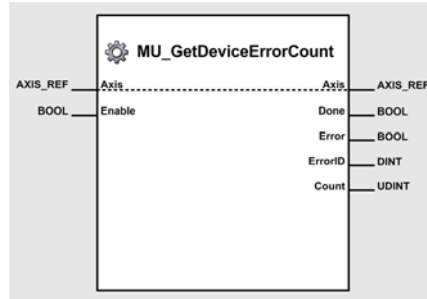 MU_GetDeviceErrorCount
AXIS_REF Axis Axis AXIS_REF
BOOL Enable Done BOOL
Error BOOL
ErrorID DINT
Count UDINT